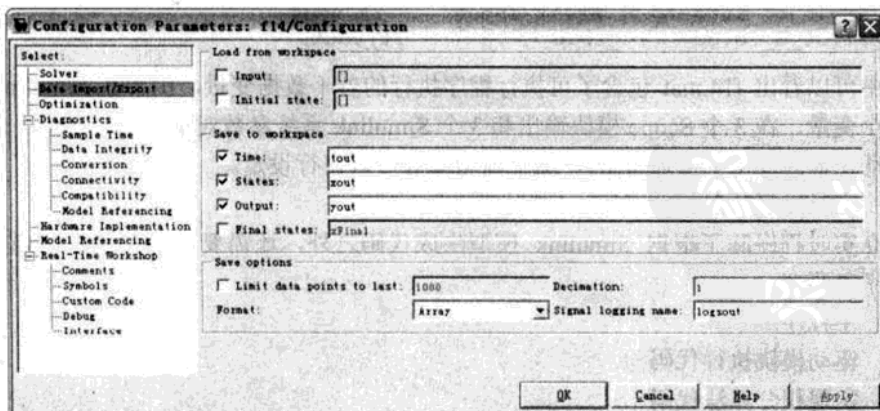 Configuration Parameters: f14/Configuration
Select:
Solver
Data Import/Export
Optimization
Diagnostics
Sample Time
Data Integrity
Conversion
Connectivity
Compatibility
Model Referencing
Hardware Implementation
Model Referencing
Real-Time Workshop
Comments
Symbols
Custom Code
Debug
Interface
Load from workspace
Input: []
Initial state: []
Save to workspace
Time: tout
States: xout
Output: yout
Final states: xFinal
Save options
Limit data points to last: 1000 Decimation: 1
Format: Array Signal logging name: logsout
OK Cancel Help Apply